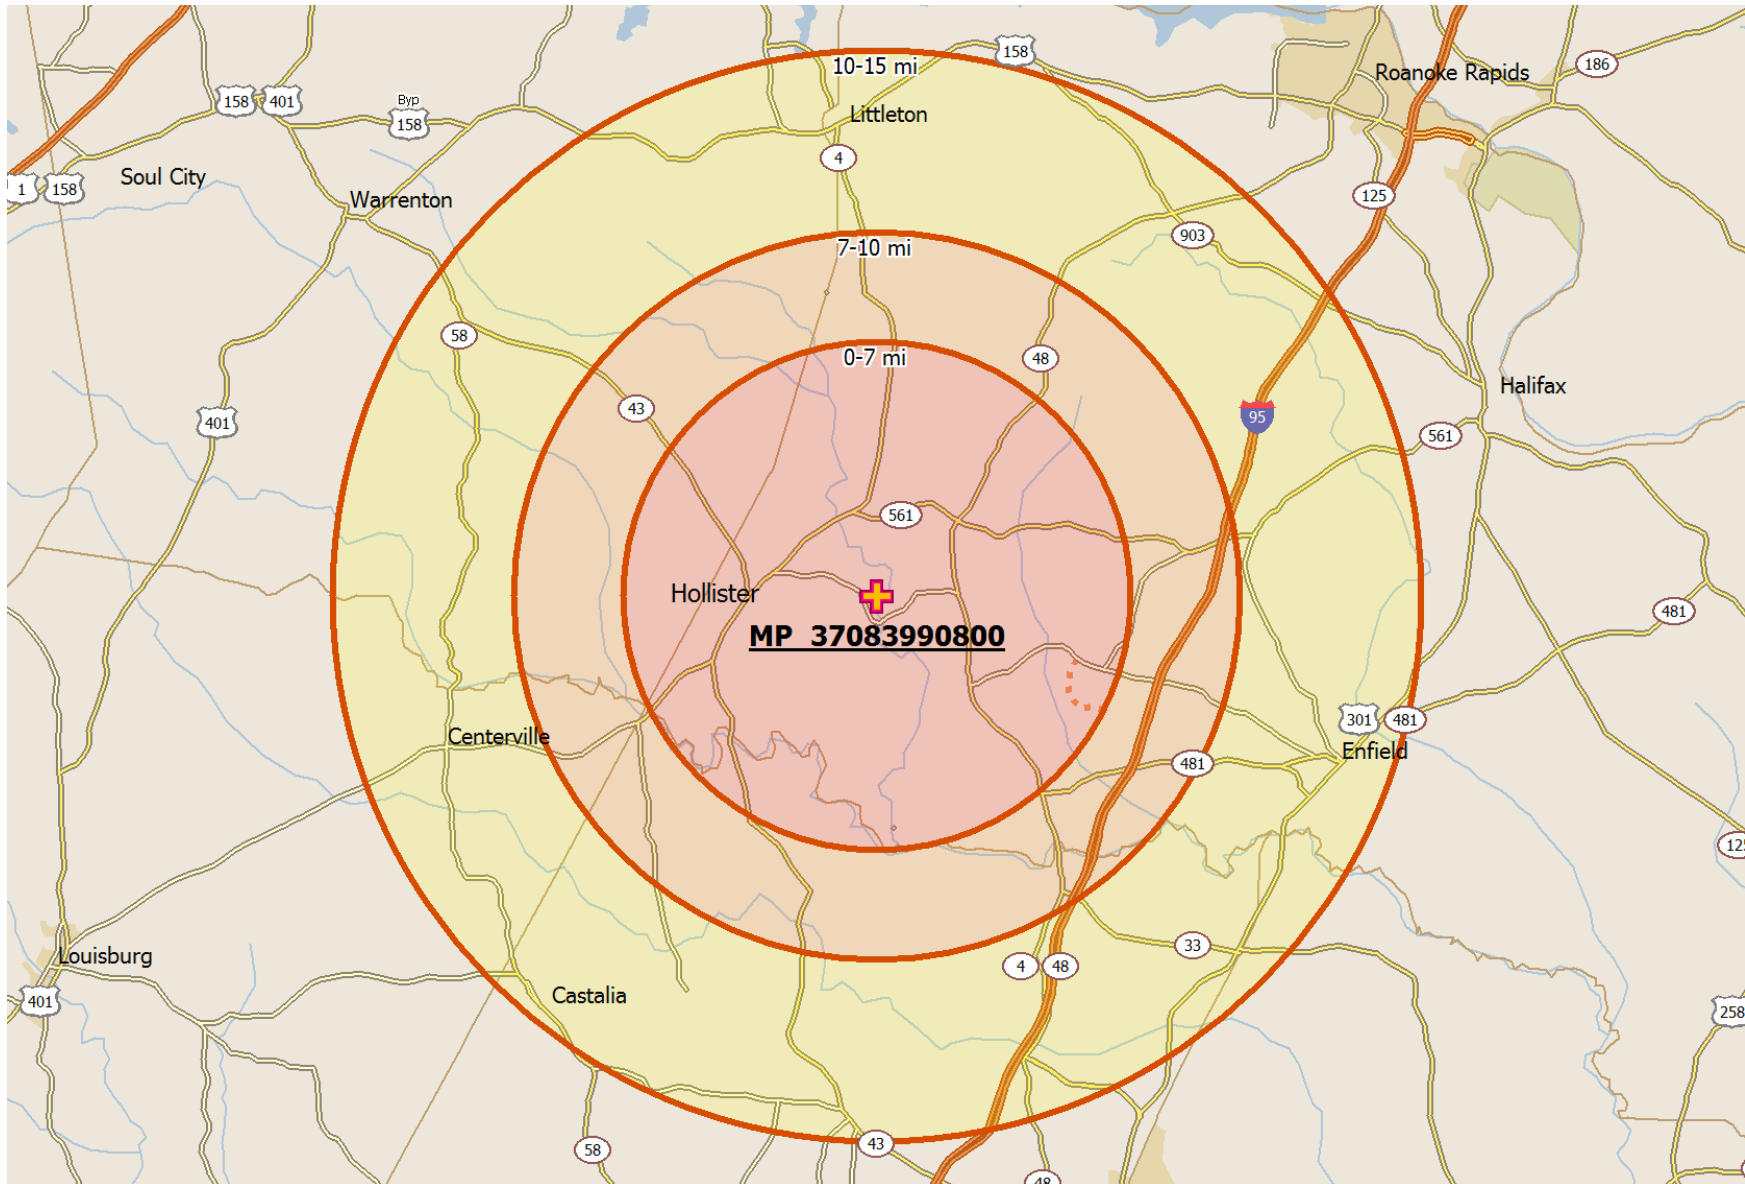 158
10-15 mi
186
Roanoke Rapids
158
401
Byp
158
Littleton
4
1
158
Soul City
Warrenton
125
903
7-10 mi
58
0-7 mi
48
Halifax
43
401
95
561
561
Hollister
481
MP 37083990800
301
481
Centerville
Enfield
481
33
Louisburg
4
48
Castalia
401
258
43
58
48